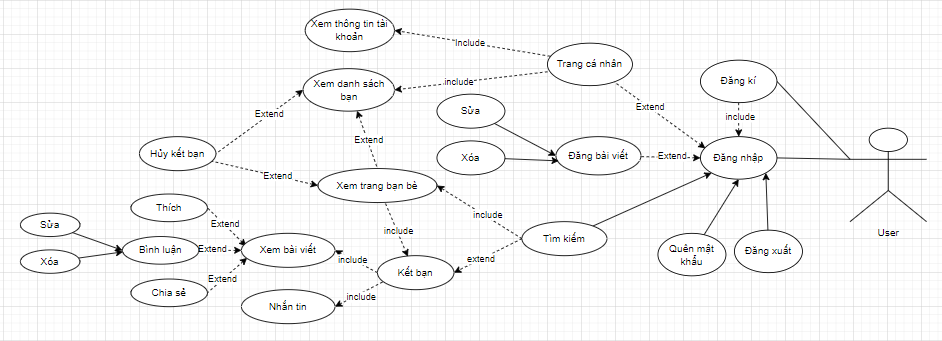 Xem thông tin tài
khoản
Include
Trang cá nhân
Xem danh sách
bạn
include
Đăng kí
Extend
Extend
Sửa
include
Extend
Hủy kết bạn
Xóa
Đăng bài viết
Extend
Đăng nhập
Extend
Xem trang bạn bè
Thích
include
Sửa
Extend
include
Tìm kiếm
User
Xóa
Bình luận
Extend
Xem bài viết
include
extend
Quên mật
khẩu
Đăng xuất
Kết bạn
Chia sẻ
Extend
include
Nhắn tin